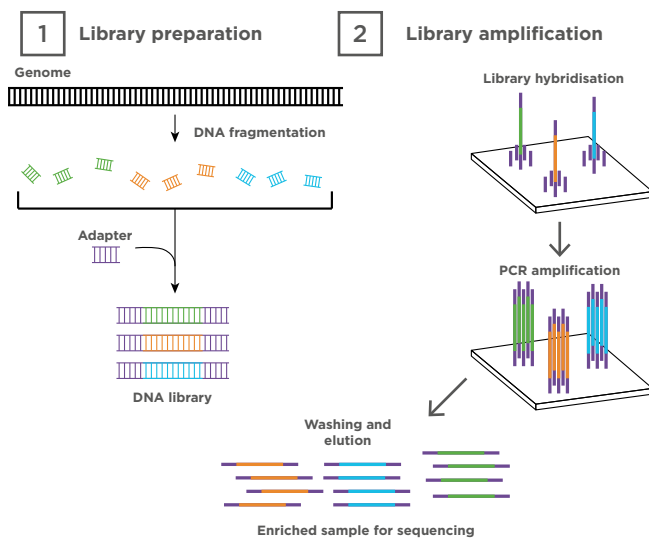 1 Library preparation
Genome
DNA fragmentation
Adapter
DNA library
2 Library amplification
Library hybridisation
PCR amplification
Washing and
elution
Enriched sample for sequencing